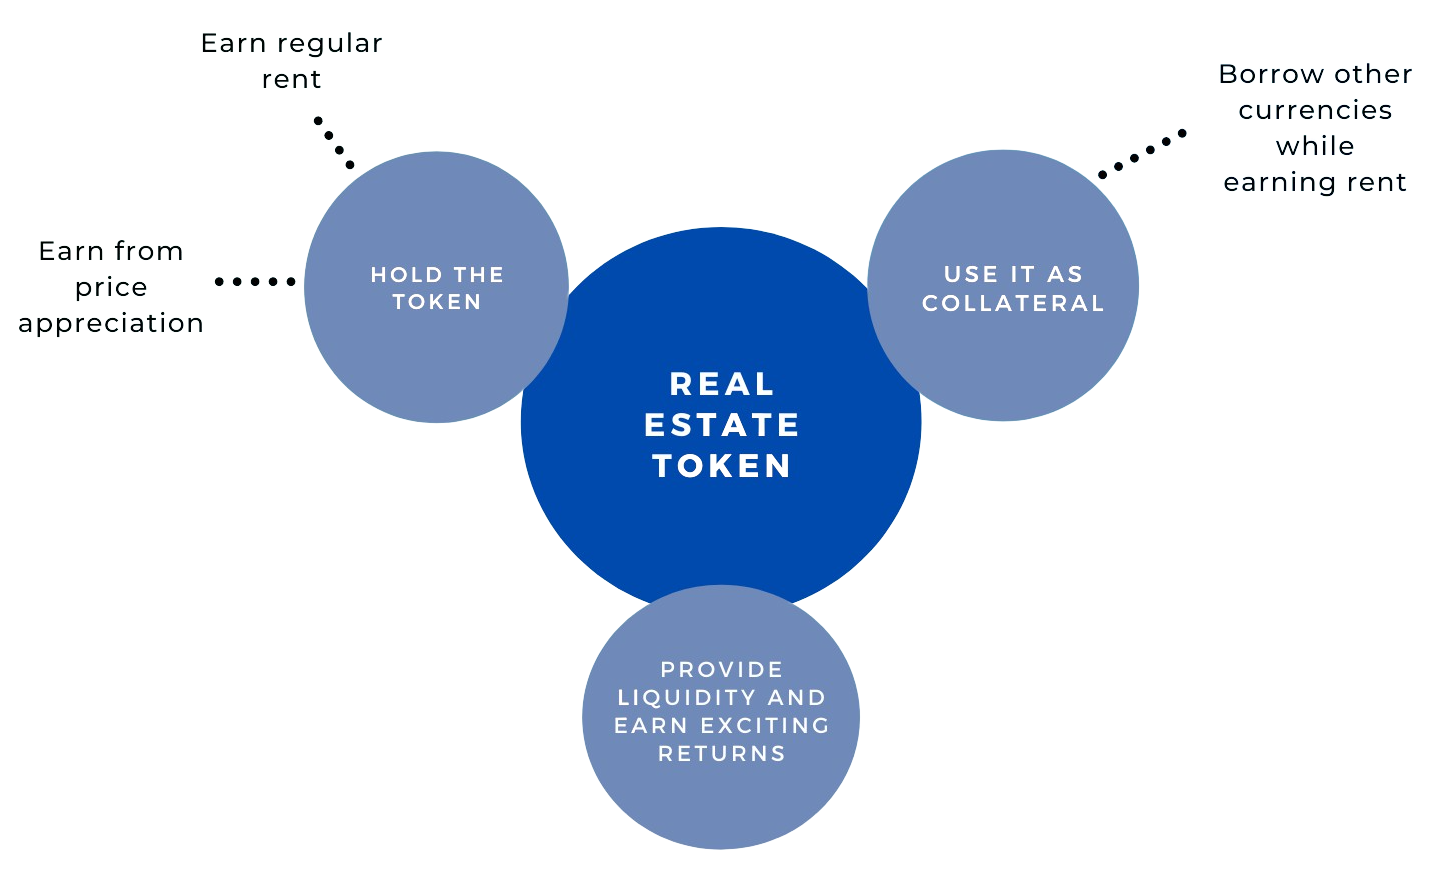 Earn regular
rent
Borrow other
currencies
while
earning rent
Earn from
price
appreciation
HOLD THE
TOKEN
USE IT AS
COLLATERAL
REAL
ESTATE
TOKEN
PROVIDE
LIQUIDITY AND
EARN EXCITING
RETURNS